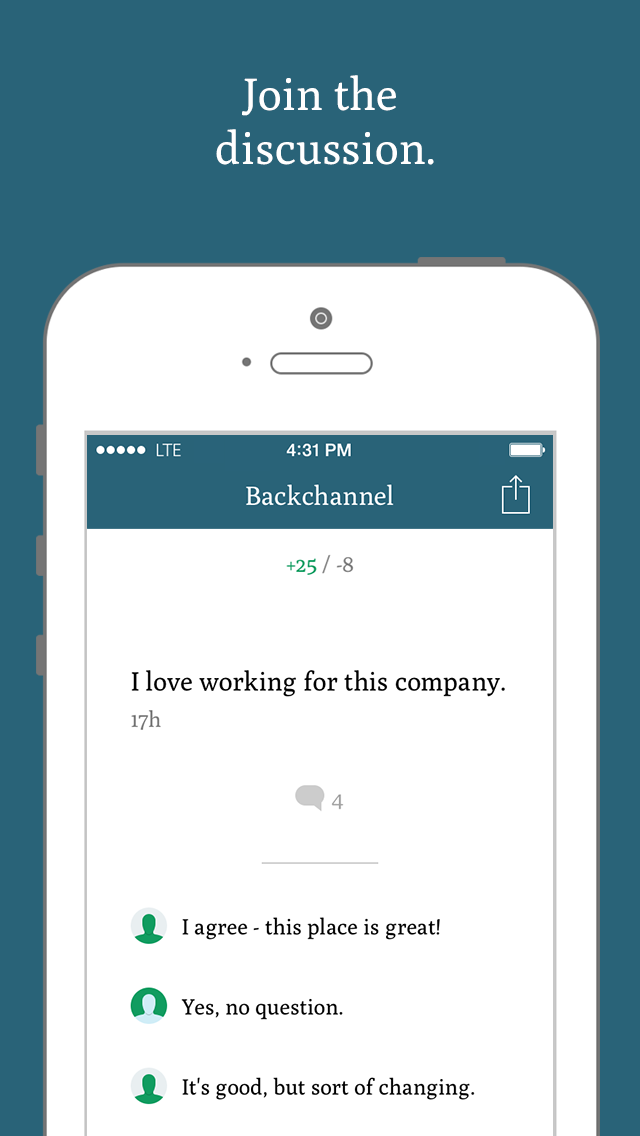 Join the
discussion.
LTE
4:31 PM
Backchannel
+25 / -8
I love working for this company.
17h
4
I agree - this place is great!
Yes, no question.
It's good, but sort of changing.